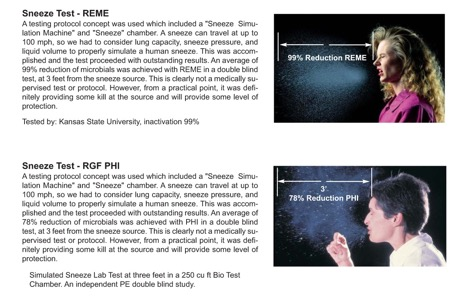 Sneeze Test - REME
A testing protocol concept was used which included a "Sneeze Simu-
lation Machine" and "Sneeze" chamber. A sneeze can travel at up to
100 mph, so we had to consider lung capacity, sneeze pressure, and
liquid volume to properly simulate a human sneeze. This was accom-
plished and the test proceeded with outstanding results. An average of
99% reduction of microbials was achieved with REME in a double blind
test, at 3 feet from the sneeze source. This is clearly not a medically su-
pervised test or protocol. However, from a practical point, it was defi-
nitely providing some kill at the source and will provide some level of
protection.
Tested by: Kansas State University, inactivation 99%
99% Reduction REME
Sneeze Test - RGF PHI
A testing protocol concept was used which included a "Sneeze Simu-
lation Machine" and "Sneeze" chamber. A sneeze can travel at up to
100 mph, so we had to consider lung capacity, sneeze pressure, and
liquid volume to properly simulate a human sneeze. This was accom-
plished and the test proceeded with outstanding results. An average of
78% reduction of microbials was achieved with PHI in a double blind
test, at 3 feet from the sneeze source. This is clearly not a medically su-
pervised test or protocol. However, from a practical point, it was defi-
nitely providing some kill at the source and will provide some level of
protection.
Simulated Sneeze Lab Test at three feet in a 250 cu ft Bio Test
Chamber. An independent PE double blind study.
3'
78% Reduction PHI